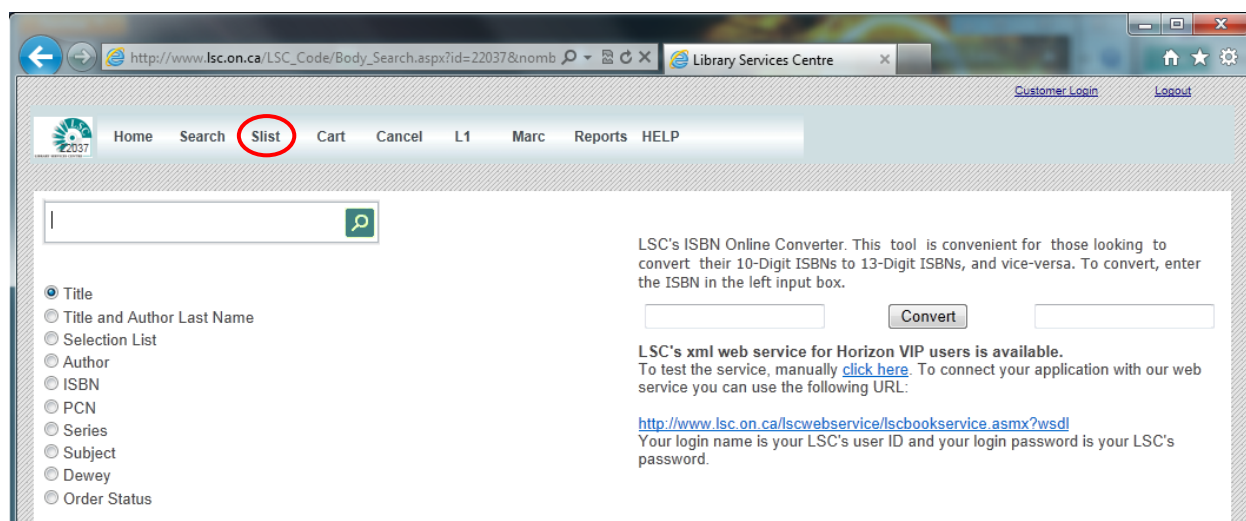 http://www.lsc.on.ca/LSC_Code/Body_Search.aspx?id=22037&nomb
Library Services Centre
Customer Login Logout
LSC
22037
LIBRARY SERVICES CENTRE
Home Search Slist Cart Cancel L1 Marc Reports HELP
LSC's ISBN Online Converter. This tool is convenient for those looking to
convert their 10-Digit ISBNs to 13-Digit ISBNs, and vice-versa. To convert, enter
the ISBN in the left input box.
Convert
LSC's xml web service for Horizon VIP users is available.
To test the service, manually click here. To connect your application with our web
service you can use the following URL:
http://www.lsc.on.ca/lscwebservice/lscbookservice.asmx?wsdl
Your login name is your LSC's user ID and your login password is your LSC's
password.
Title
Title and Author Last Name
Selection List
Author
ISBN
PCN
Series
Subject
Dewey
Order Status